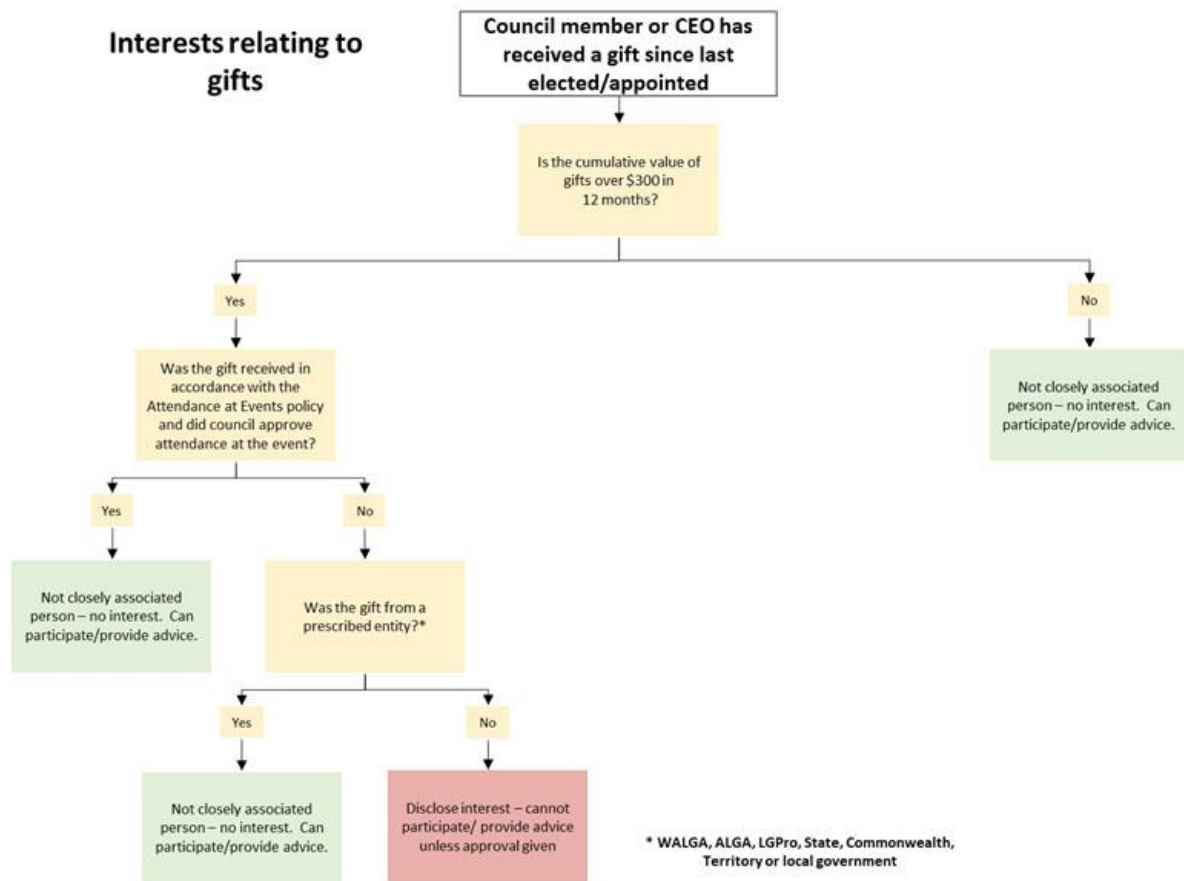 Interests relating to
gifts
Council member or CEO has
received a gift since last
elected/appointed
Is the cumulative value of
gifts over $300 in
12 months?
Yes
No
Was the gift received in
accordance with the
Attendance at Events policy
and did council approve
attendance at the event?
Not closely associated
person – no interest. Can
participate/provide advice.
Yes
No
Not closely associated
person – no interest. Can
participate/provide advice.
Was the gift from a
prescribed entity?*
Yes
No
Not closely associated
person – no interest. Can
participate/provide advice.
Disclose interest – cannot
participate/ provide advice
unless approval given
* WALGA, ALGA, LGPro, State, Commonwealth,
Territory or local government